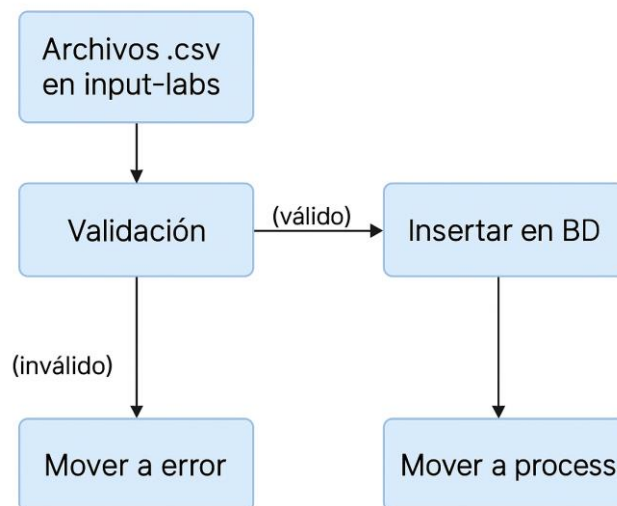 Archivos .csv
en input-labs
Validación
(válido)
Insertar en BD
(inválido)
Mover a error
Mover a process